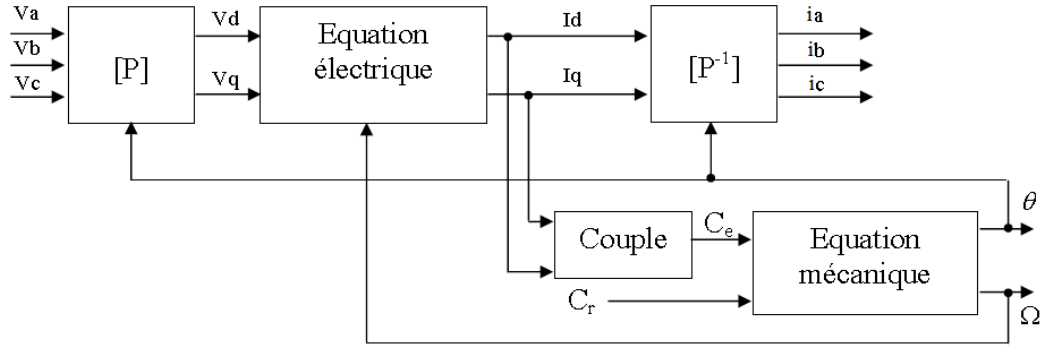 Va
Vb
Vc
[P]
Vd
Vq
Equation
électrique
Id
Iq
[P⁻¹]
ia
ib
ic
Couple
Cₑ
Cᵣ
Equation
mécanique
θ
Ω